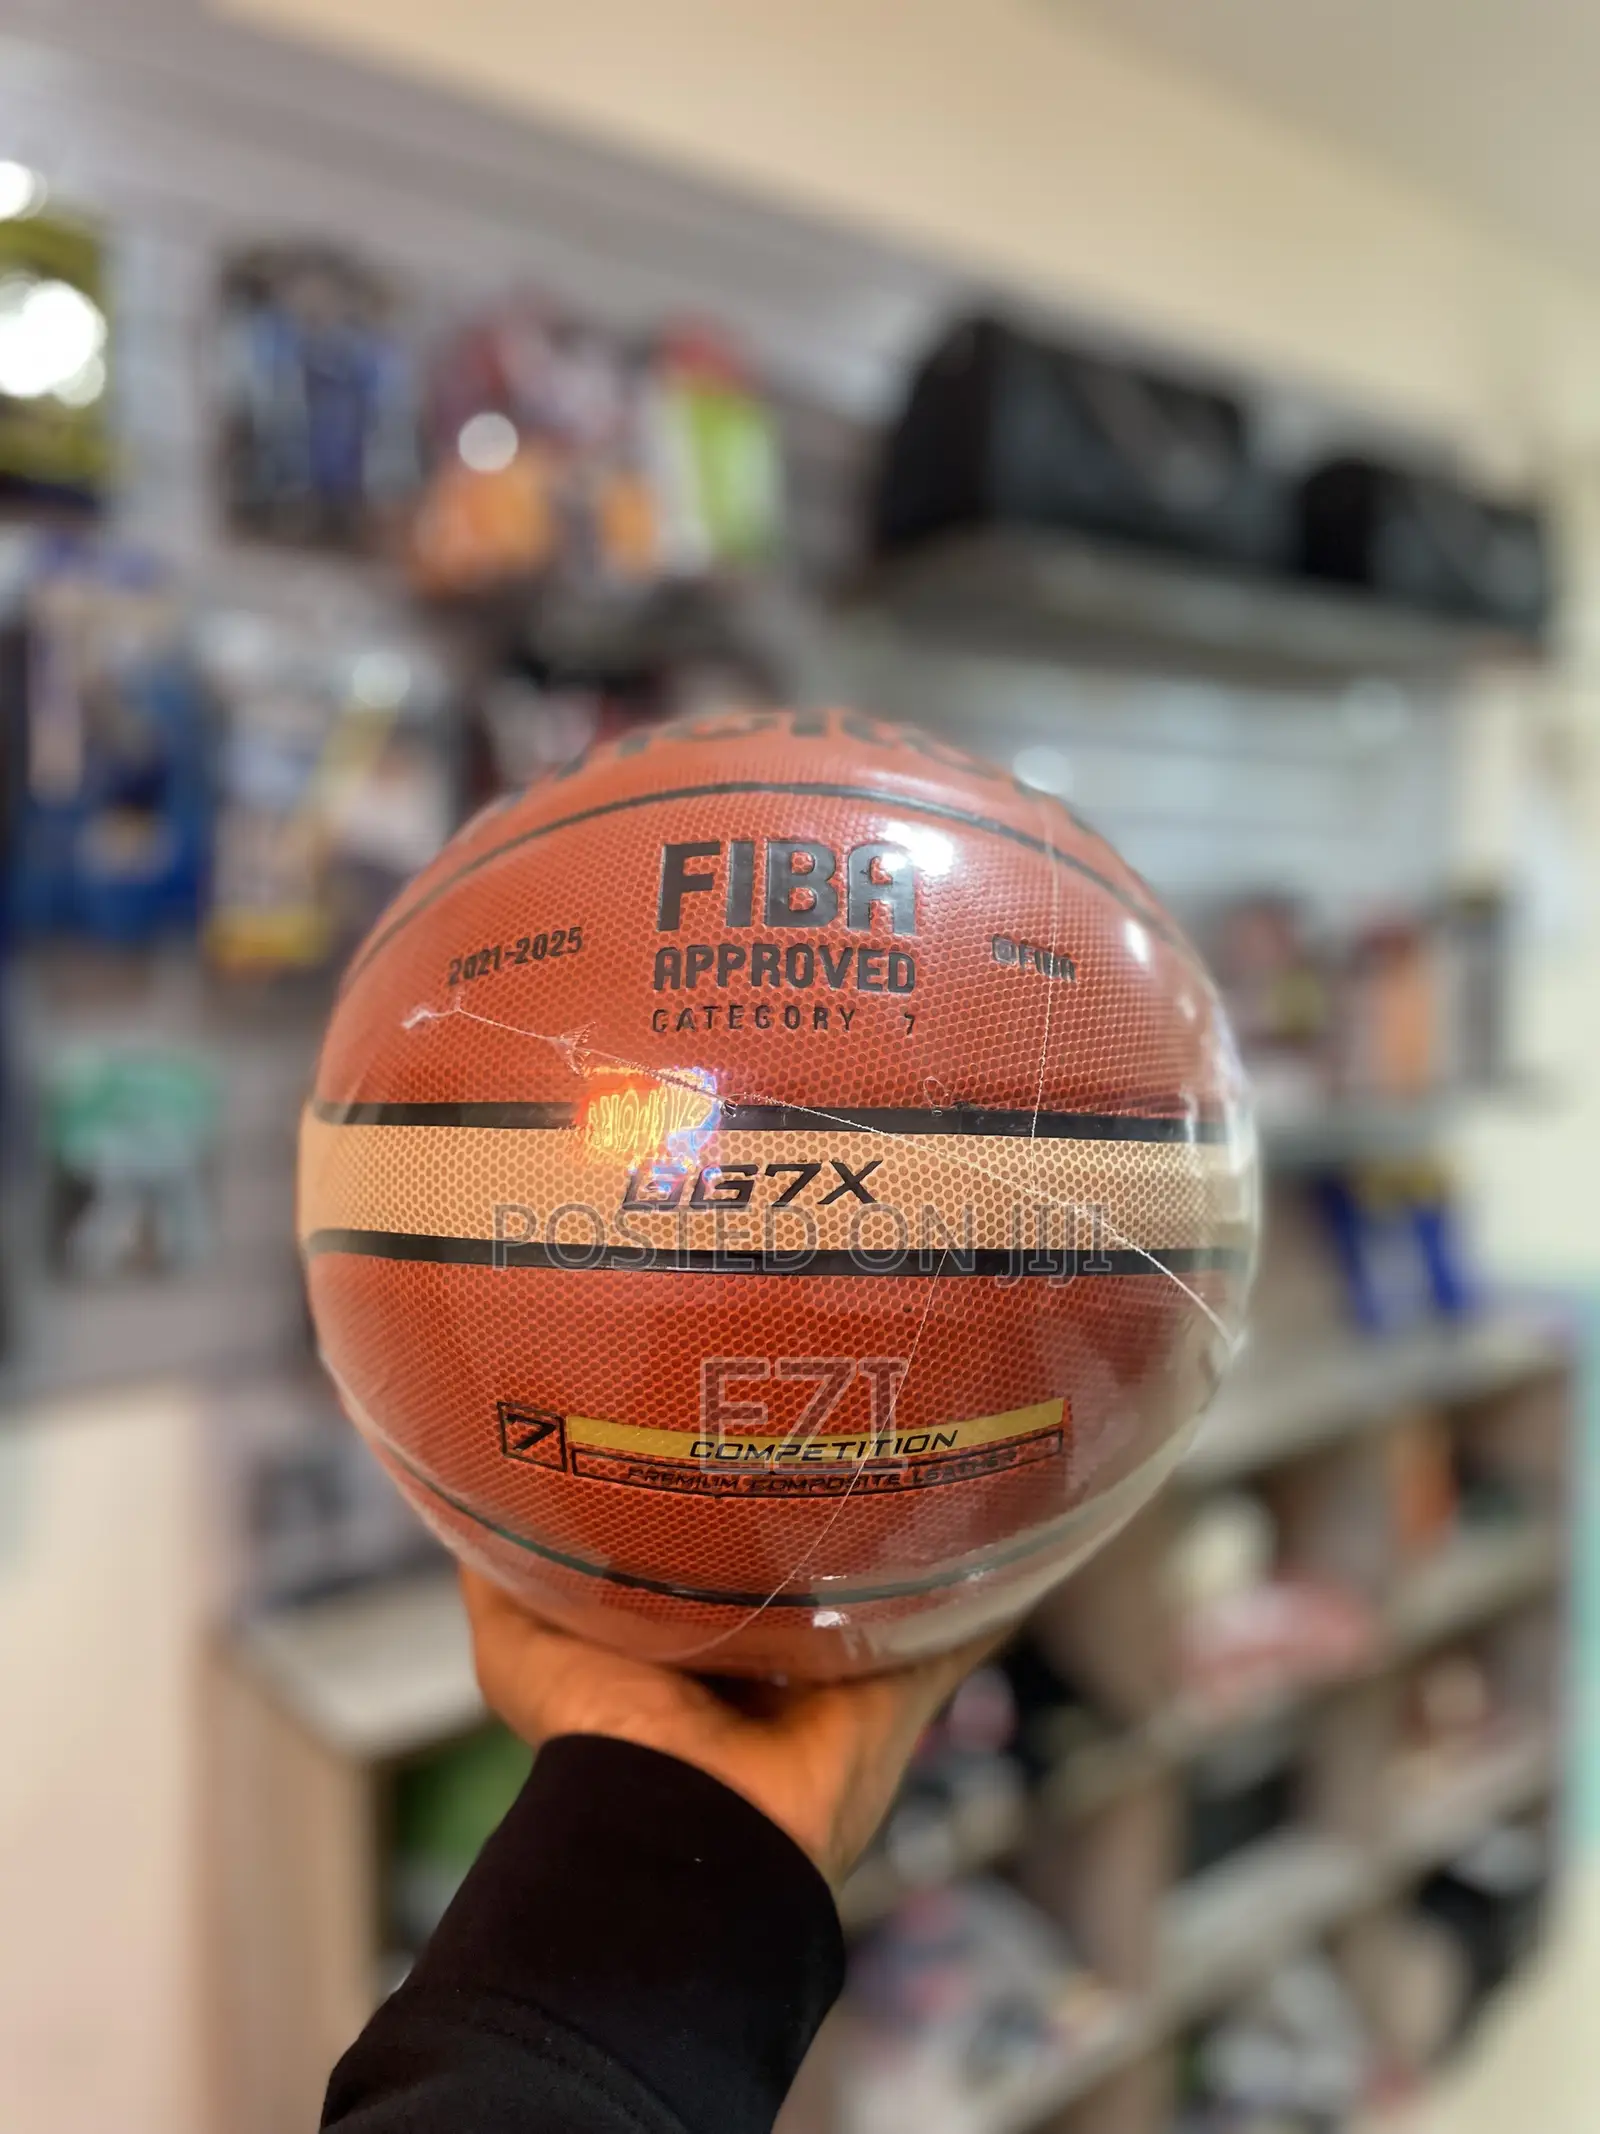 FIBA
APPROVED
CATEGORY 7
2021-2025
©FIBA
GG7X
POSTED ON JIJI
EZI
7
COMPETITION
PREMIUM COMPOSITE LEATHER